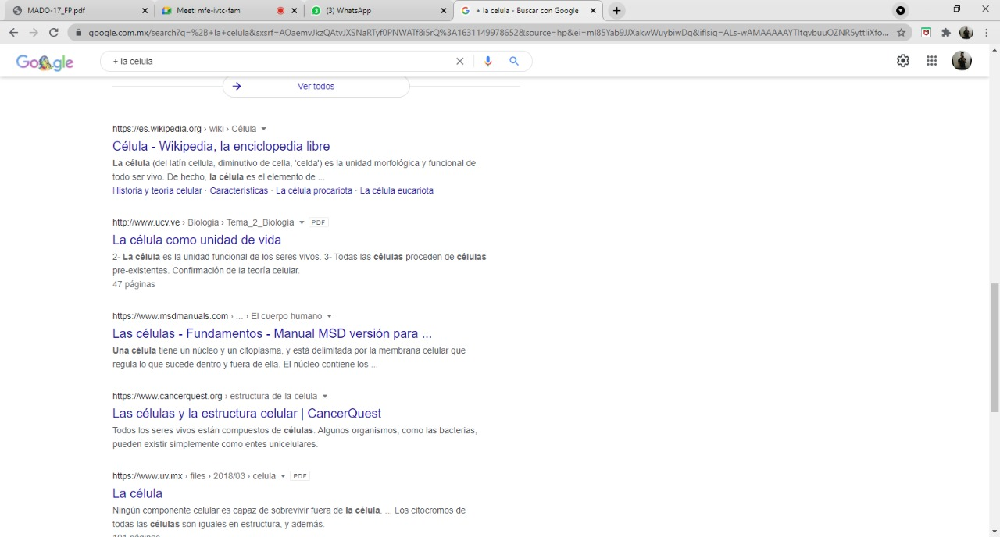 MADO-17_FP.pdf
Meet: mfe-ivtc-fam
(3) WhatsApp
+ la celula - Buscar con Google
google.com.mx/search?q=%2B+la+celula&sxsrf=AOaemvJkzQAtvJXSNaRTvf0PNWATf8i5rQ%3A1631149978652&source=hp&ei=ml85Yab9JJXakwWuybiwDg&iflsig=ALs-wAMAAAAAYTltqvbuuOZNR5yttliXfo...
Google
+ la celula
Ver todos
https://es.wikipedia.org › wiki › Célula
Célula - Wikipedia, la enciclopedia libre
La célula (del latín cellula, diminutivo de cella, 'celda') es la unidad morfológica y funcional de
todo ser vivo. De hecho, la célula es el elemento de ...
Historia y teoría celular · Características · La célula procariota · La célula eucariota
http://www.ucv.ve › Biologia › Tema_2_Biología PDF
La célula como unidad de vida
2- La célula es la unidad funcional de los seres vivos. 3- Todas las células proceden de células
pre-existentes. Confirmación de la teoría celular.
47 páginas
https://www.msdmanuals.com › ... › El cuerpo humano
Las células - Fundamentos - Manual MSD versión para ...
Una célula tiene un núcleo y un citoplasma, y está delimitada por la membrana celular que
regula lo que sucede dentro y fuera de ella. El núcleo contiene los ...
https://www.cancerquest.org › estructura-de-la-celula
Las células y la estructura celular | CancerQuest
Todos los seres vivos están compuestos de células. Algunos organismos, como las bacterias,
pueden existir simplemente como entes unicelulares.
https://www.uv.mx › files › 2018/03 › celula PDF
La célula
Ningún componente celular es capaz de sobrevivir fuera de la célula. ... Los citocromos de
todas las células son iguales en estructura, y además.